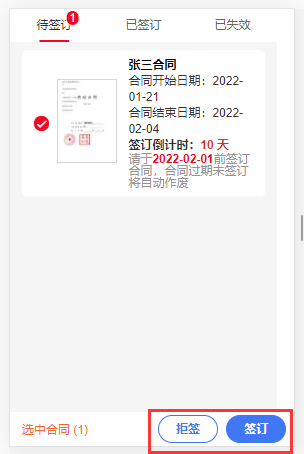 待签订 1 已签订 已失效
张三合同
合同开始日期：2022-
01-21
合同结束日期：2022-
02-04
签订倒计时：10 天
请于2022-02-01前签订
合同，合同过期未签订
将自动作废
选中合同 (1) 拒签 签订